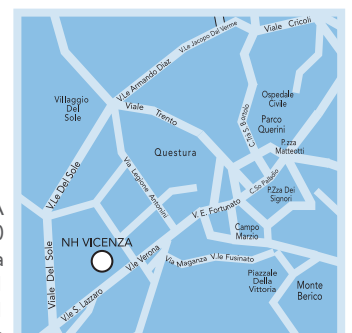 V.Le Jacopo Dal Verme
Viale Cricoli
V.Le Armando Diaz
Villaggio
Del
Sole
Viale Trento
Ospedale
Civile
Parco
Querini
Questura
P.zza
Matteotti
V.Le Del Sole
Via Legione Antonini
C.So Palladio
P.Zza Dei
Signori
V. E. Fortunato
Campo
Marzio
A
0
a
NH VICENZA
Viale Del Sole
V.le Verona
Via Maganza
V.le Fusinato
V.le S. Lazzaro
Piazzale
Della
Vittoria
Monte
Berico